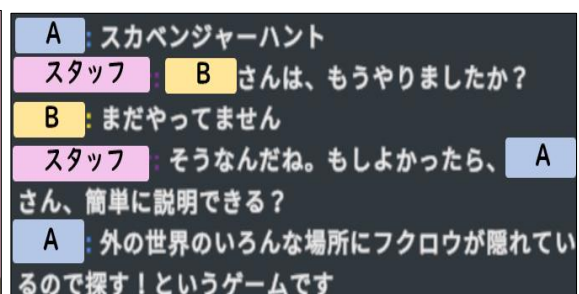 A : スカベンジャーハント
スタッフ : B さんは、もうやりましたか？
B : まだやってません
スタッフ : そうなんだね。もしよかったら、 A
さん、簡単に説明できる？
A : 外の世界のいろんな場所にフクロウが隠れてい
るので探す！というゲームです